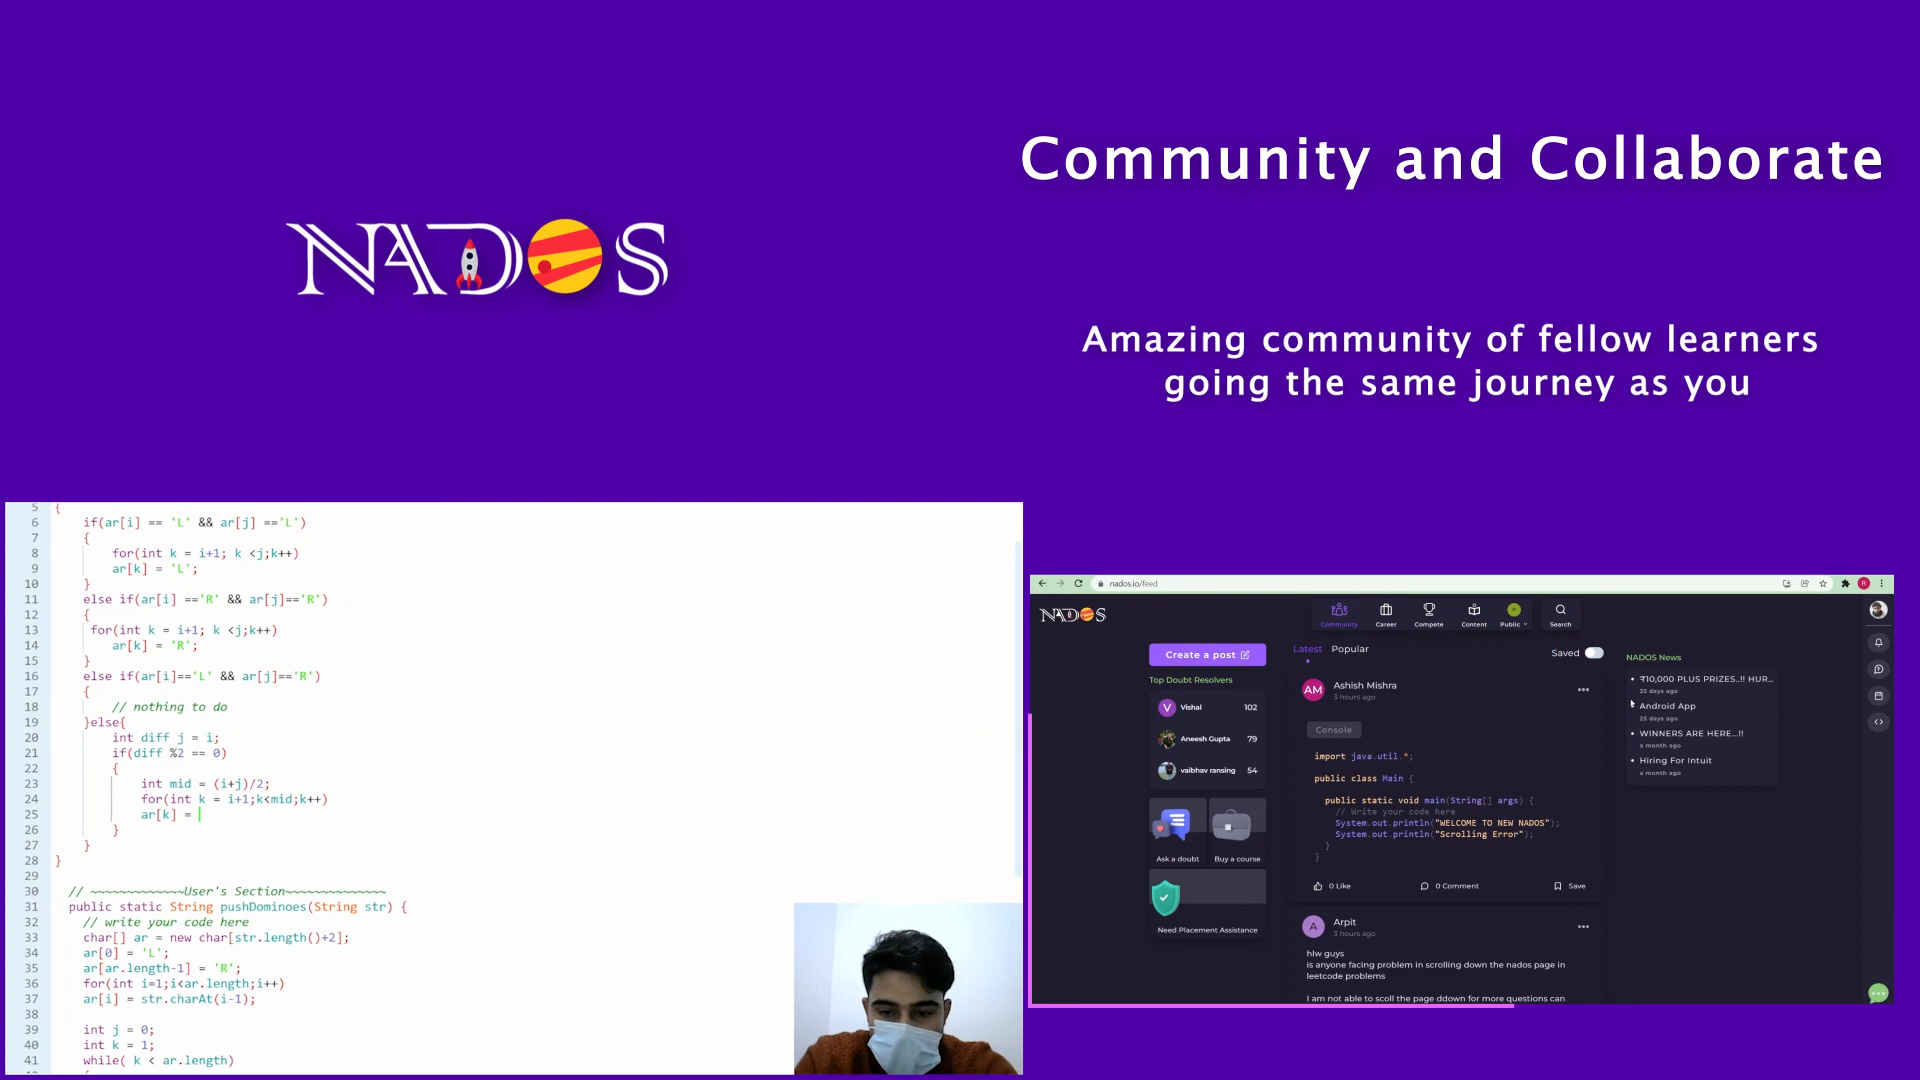 NADOS
Community and Collaborate
Amazing community of fellow learners
going the same journey as you
5 {
6 if(ar[i] == 'L' && ar[j] =='L')
7 {
8 for(int k = i+1; k <j;k++)
9 ar[k] = 'L';
10 }
11 else if(ar[i] =='R' && ar[j]=='R')
12 {
13 for(int k = i+1; k <j;k++)
14 ar[k] = 'R';
15 }
16 else if(ar[i]=='L' && ar[j]=='R')
17 {
18 // nothing to do
19 }else{
20 int diff j = i;
21 if(diff %2 == 0)
22 {
23 int mid = (i+j)/2;
24 for(int k = i+1;k<mid;k++)
25 ar[k] =
26 }
27 }
28 }
29
30 // ~~~~~~~~~~~~~User's Section~~~~~~~~~~~~~~
31 public static String pushDominoes(String str) {
32 // write your code here
33 char[] ar = new char[str.length()+2];
34 ar[0] = 'L';
35 ar[ar.length-1] = 'R';
36 for(int i=1;i<ar.length;i++)
37 ar[i] = str.charAt(i-1);
38
39 int j = 0;
40 int k = 1;
41 while( k < ar.length)
nados.io/feed
R
NADOS
Community
Career
Compete
Content
P
Public
Search
Create a post
Top Doubt Resolvers
V Vishal 102
Aneesh Gupta 79
vaibhav ransing 54
Ask a doubt
Buy a course
Need Placement Assistance
Latest Popular
Saved
AM Ashish Mishra
3 hours ago
Console
import java.util.*;
public class Main {
public static void main(String[] args) {
// Write your code here
System.out.println("WELCOME TO NEW NADOS");
System.out.println("Scrolling Error");
}
}
0 Like
0 Comment
Save
A Arpit
3 hours ago
hlw guys
is anyone facing problem in scrolling down the nados page in
leetcode problems
I am not able to scoll the page ddown for more questions can
NADOS News
₹10,000 PLUS PRIZES..!! HUR...
25 days ago
Android App
25 days ago
WINNERS ARE HERE...!!
a month ago
Hiring For Intuit
a month ago